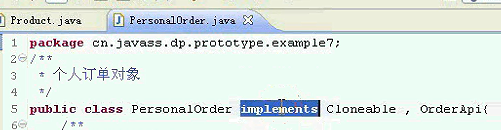 Product.java PersonalOrder.java
1 package cn.javass.dp.prototype.example7;
2 /**
3 * 个人订单对象
4 */
5 public class PersonalOrder implements Cloneable , OrderApi{
6 /**